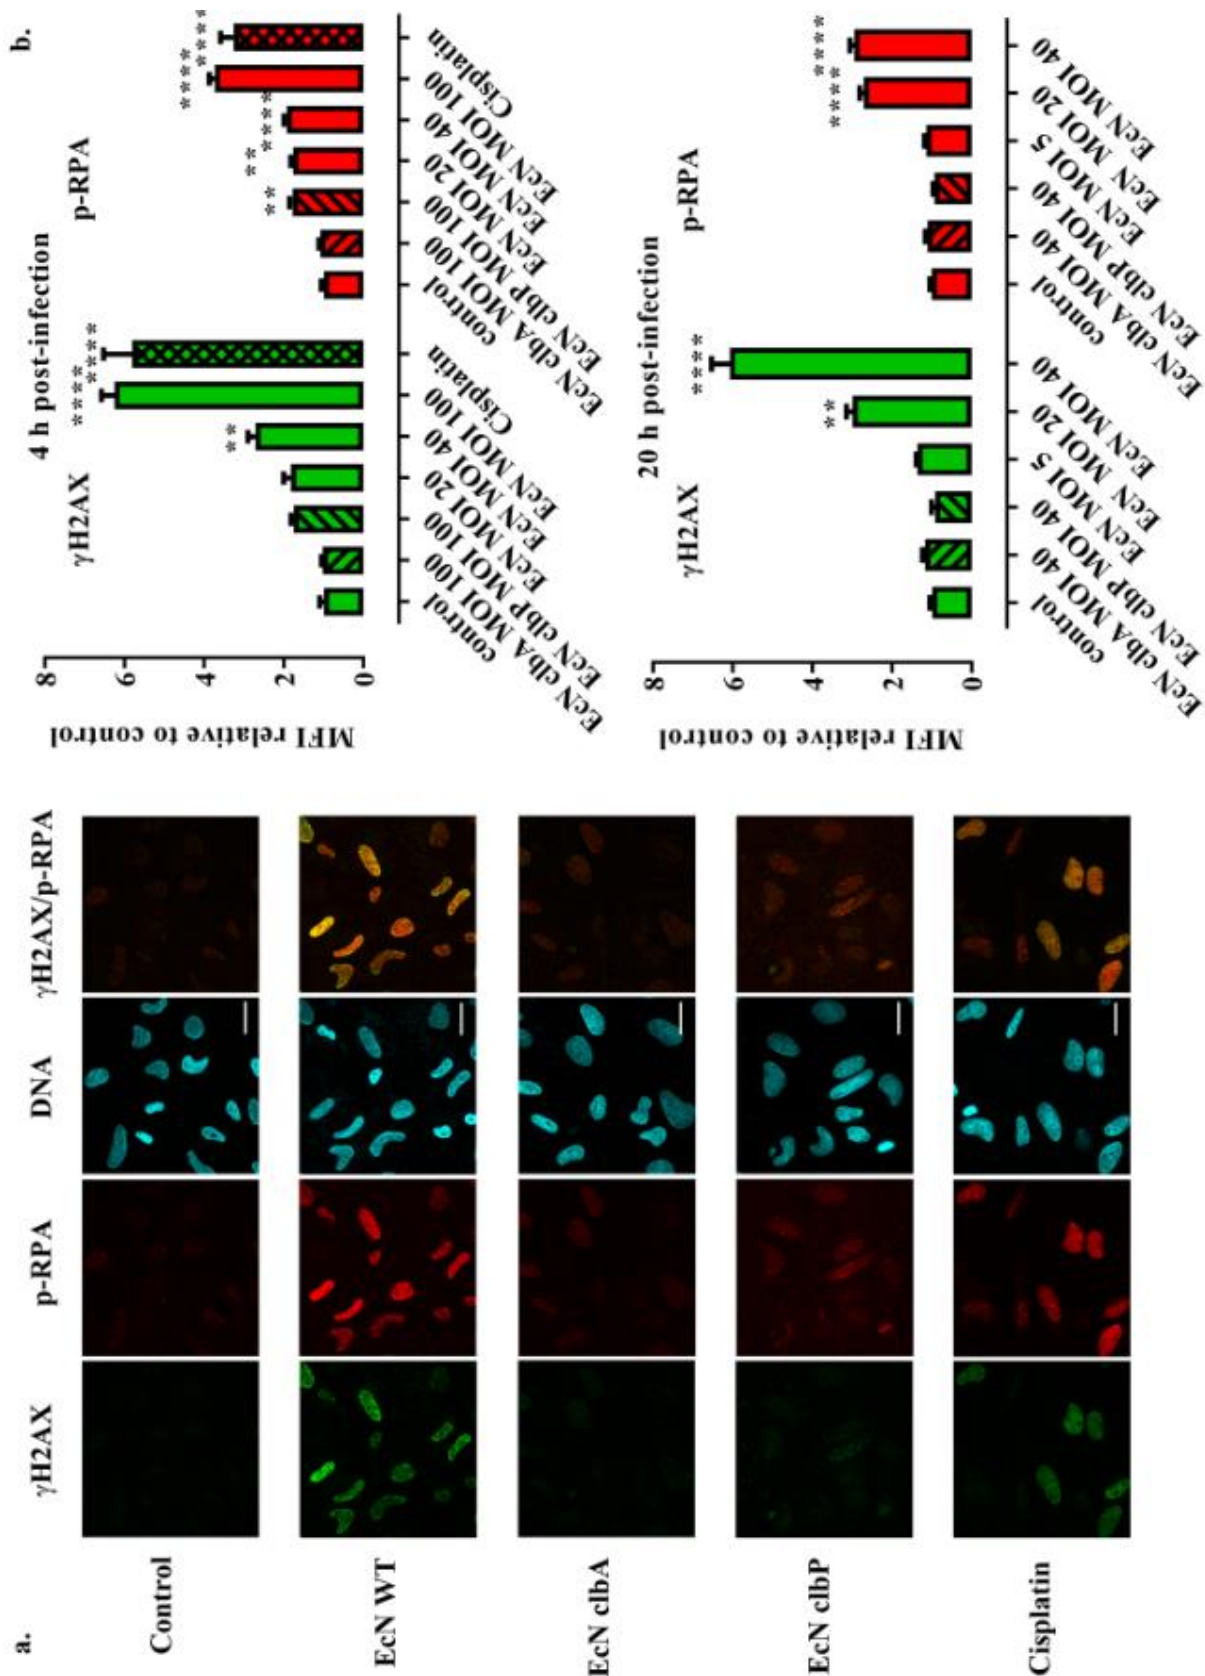 a.
γH2AX p-RPA DNA γH2AX/p-RPA
Control
EcN WT
EcN clbA
EcN clbP
Cisplatin
b.
4 h post-infection
γH2AX p-RPA
MFI relative to control
8
6
4
2
0
** **** **** ** ** **** **** ****
control
EcN clbA MOI 100
EcN clbP MOI 100
EcN MOI 20
EcN MOI 40
EcN MOI 100
Cisplatin
control
EcN clbA MOI 100
EcN clbP MOI 100
EcN MOI 20
EcN MOI 40
EcN MOI 100
Cisplatin
20 h post-infection
γH2AX p-RPA
MFI relative to control
8
6
4
2
0
** **** **** ****
control
EcN clbA MOI 40
EcN clbP MOI 40
EcN MOI 5
EcN MOI 20
EcN MOI 40
control
EcN clbA MOI 40
EcN clbP MOI 40
EcN MOI 5
EcN MOI 20
EcN MOI 40